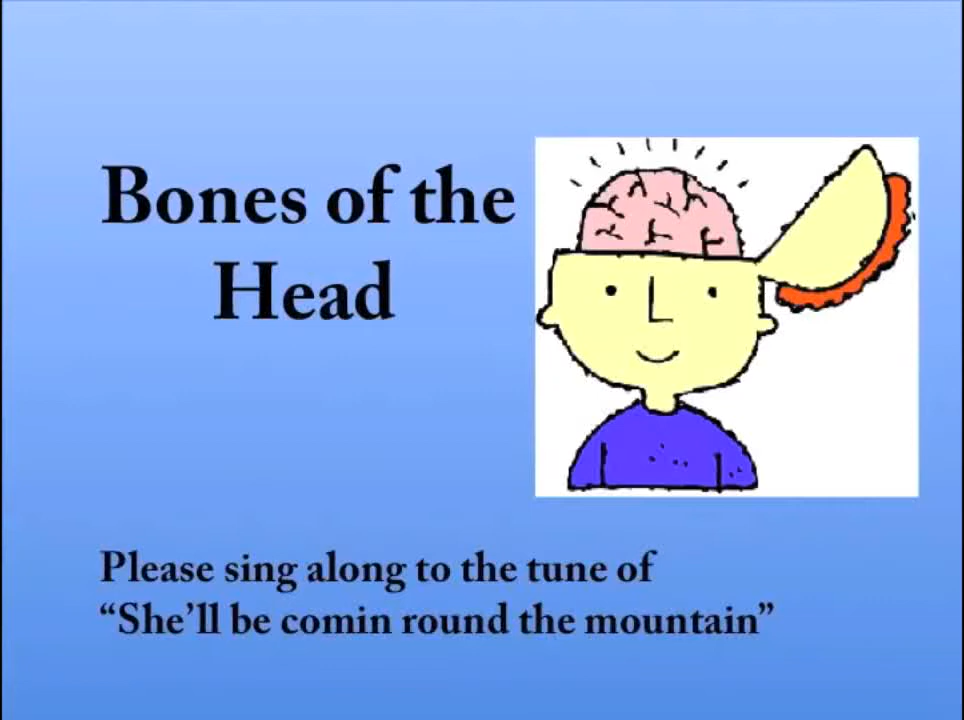 Bones of the
Head
Please sing along to the tune of
“She’ll be comin round the mountain”